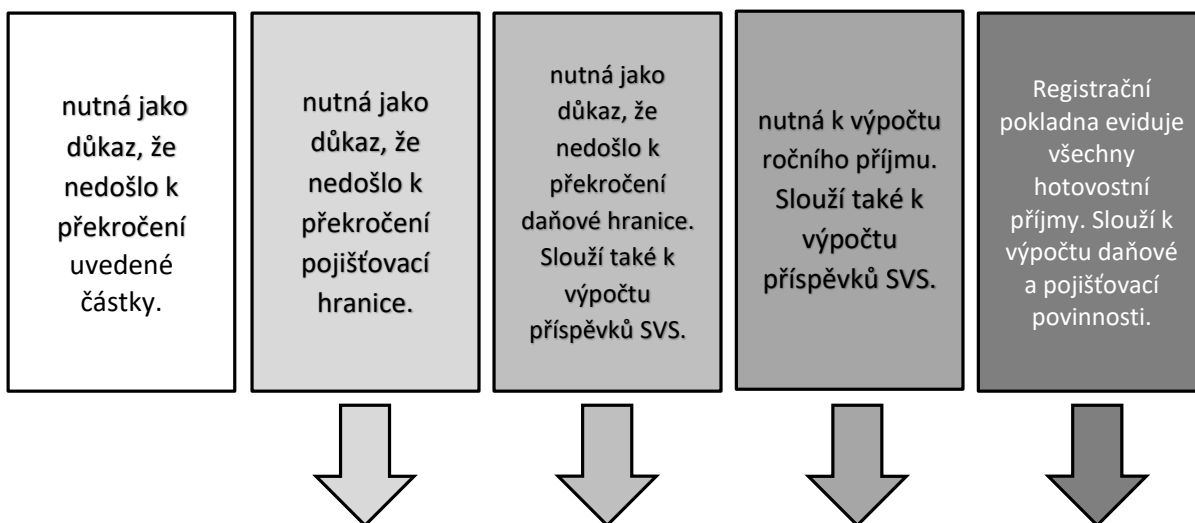 nutná jako
důkaz, že
nedošlo k
překročení
uvedené
částky.
nutná jako
důkaz, že
nedošlo k
překročení
pojišťovací
hranice.
nutná jako
důkaz, že
nedošlo k
překročení
daňové hranice.
Slouží také k
výpočtu
příspěvků SVS.
nutná k výpočtu
ročního příjmu.
Slouží také k
výpočtu
příspěvků SVS.
Registrační
pokladna eviduje
všechny
hotovostní
příjmy. Slouží k
výpočtu daňové
a pojišťovací
povinnosti.